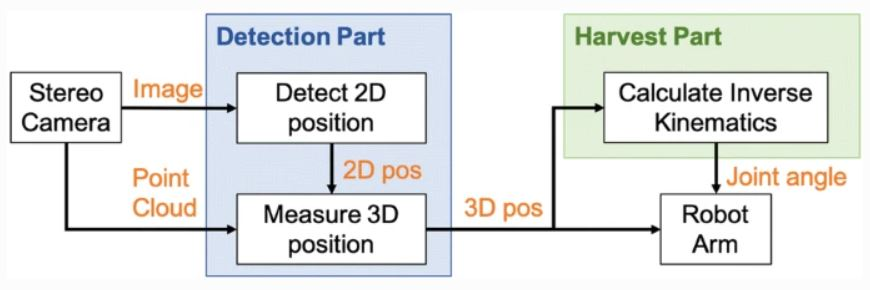 Detection Part
Harvest Part
Stereo
Camera
Image
Detect 2D
position
Calculate Inverse
Kinematics
2D pos
Joint angle
Point
Cloud
Measure 3D
position
3D pos
Robot
Arm